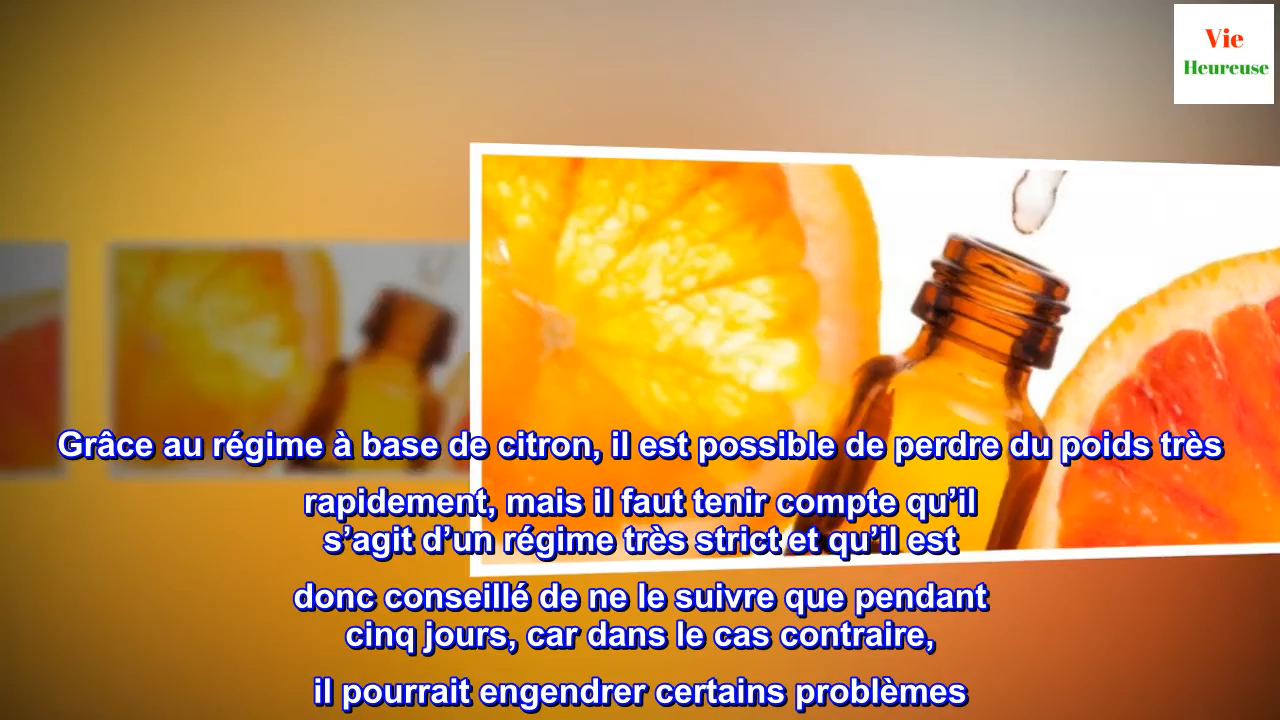 Vie
Heureuse
Grâce au régime à base de citron, il est possible de perdre du poids très
rapidement, mais il faut tenir compte qu’il
s’agit d’un régime très strict et qu’il est
donc conseillé de ne le suivre que pendant
cinq jours, car dans le cas contraire,
il pourrait engendrer certains problèmes